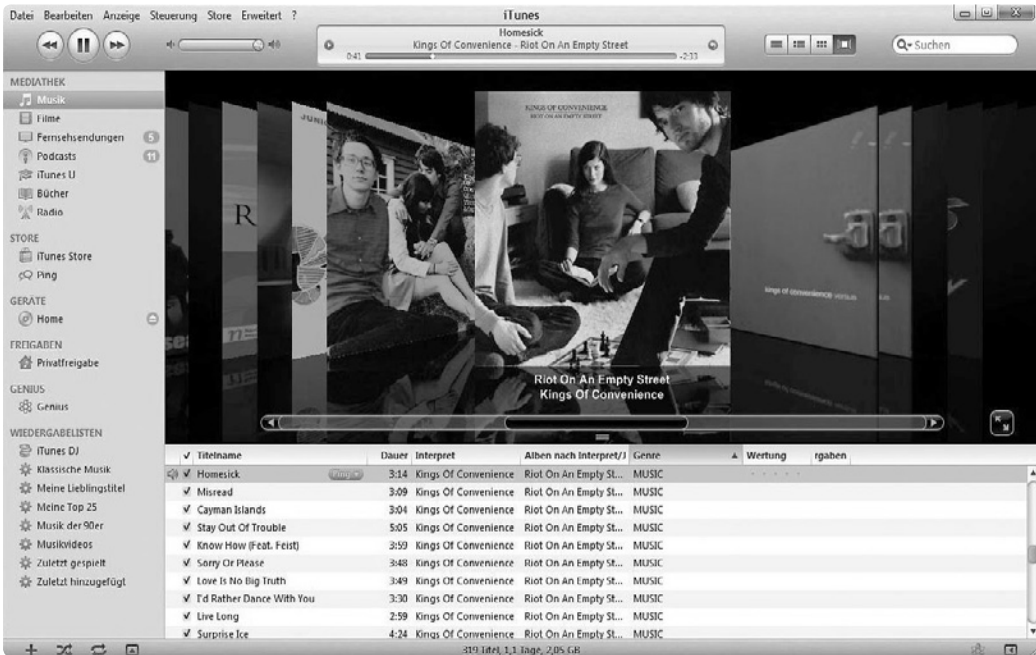 Datei Bearbeiten Anzeige Steuerung Store Erweitert ?
iTunes
Homesick
Kings Of Convenience - Riot On An Empty Street
0:41 -2:33
Suchen
MEDIATHEK
Musik
Filme
Fernsehsendungen 5
Podcasts 11
iTunes U
Bücher
Radio
STORE
iTunes Store
Ping
GERÄTE
Home
FREIGABEN
Privatfreigabe
GENIUS
Genius
WIEDERGABELISTEN
iTunes DJ
Klassische Musik
Meine Lieblingstitel
Meine Top 25
Musik der 90er
Musikvideos
Zuletzt gespielt
Zuletzt hinzugefügt
R
JUNI
KINGS OF CONVENIENCE
RIOT ON AN EMPTY STREET
kings of convenience versus
Riot On An Empty Street
Kings Of Convenience
Titelname Dauer Interpret Alben nach Interpret/J Genre Wertung rgaben
Homesick Ping 3:14 Kings Of Convenience Riot On An Empty St... MUSIC
Misread 3:09 Kings Of Convenience Riot On An Empty St... MUSIC
Cayman Islands 3:04 Kings Of Convenience Riot On An Empty St... MUSIC
Stay Out Of Trouble 5:05 Kings Of Convenience Riot On An Empty St... MUSIC
Know How (Feat. Feist) 3:59 Kings Of Convenience Riot On An Empty St... MUSIC
Sorry Or Please 3:48 Kings Of Convenience Riot On An Empty St... MUSIC
Love Is No Big Truth 3:49 Kings Of Convenience Riot On An Empty St... MUSIC
I'd Rather Dance With You 3:30 Kings Of Convenience Riot On An Empty St... MUSIC
Live Long 2:59 Kings Of Convenience Riot On An Empty St... MUSIC
Surprise Ice 4:24 Kings Of Convenience Riot On An Empty St... MUSIC
319 Titel, 1,1 Tage, 2,05 GB